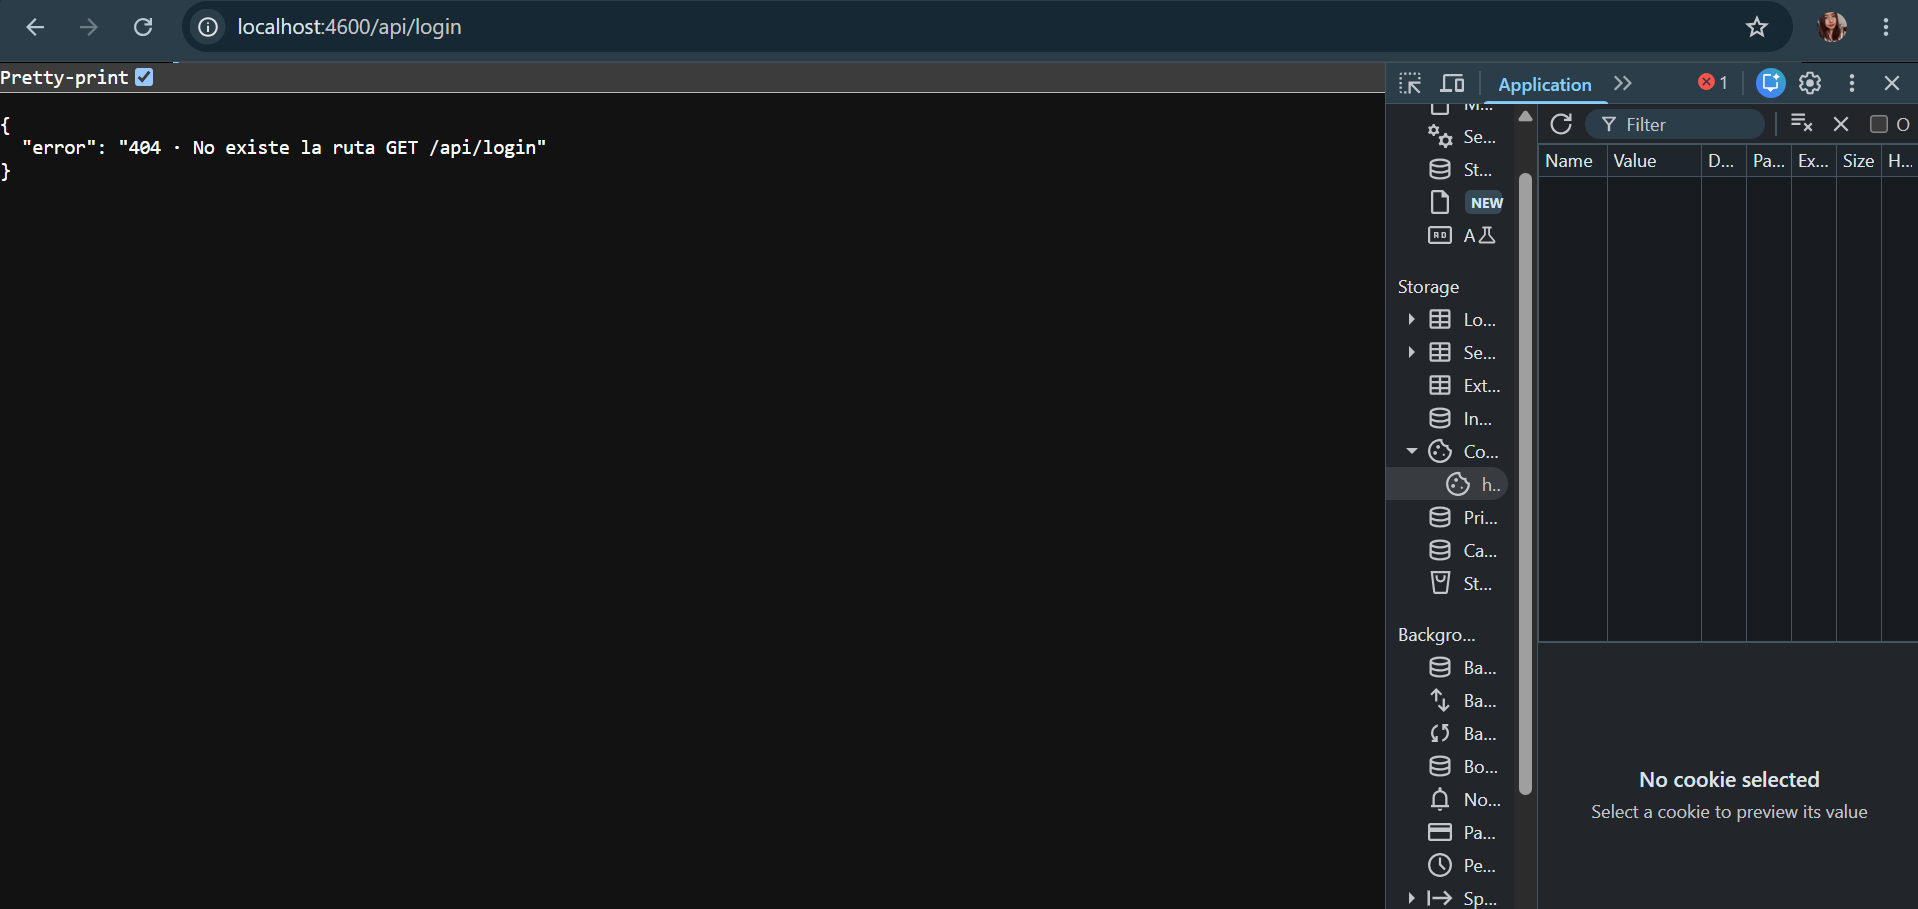 localhost:4600/api/login
Pretty-print
{
"error": "404 · No existe la ruta GET /api/login"
}
Application
1
M...
Se...
St...
NEW
A
Storage
Lo...
Se...
Ext...
In...
Co...
h..
Pri...
Ca...
St...
Backgro...
Ba...
Ba...
Ba...
Bo...
No...
Pa...
Pe...
Sp...
Filter
O
Name Value D... Pa... Ex... Size H...
No cookie selected
Select a cookie to preview its value